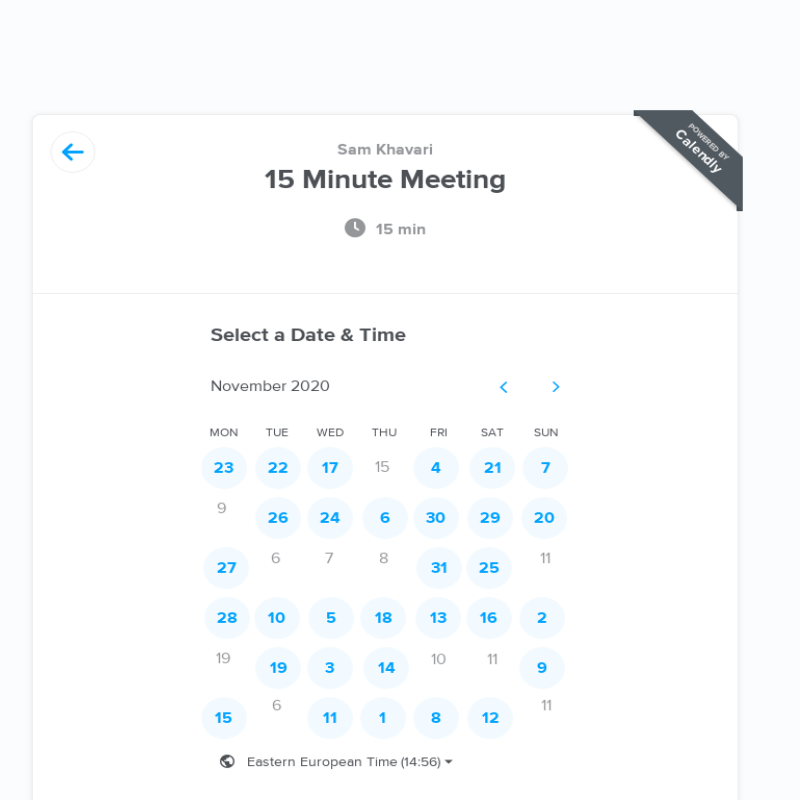 POWERED BY
Calendly
Sam Khavari
15 Minute Meeting
15 min
Select a Date & Time
November 2020
MON TUE WED THU FRI SAT SUN
23 22 17 15 4 21 7
9 26 24 6 30 29 20
27 6 7 8 31 25 11
28 10 5 18 13 16 2
19 19 3 14 10 11 9
15 6 11 1 8 12 11
Eastern European Time (14:56)